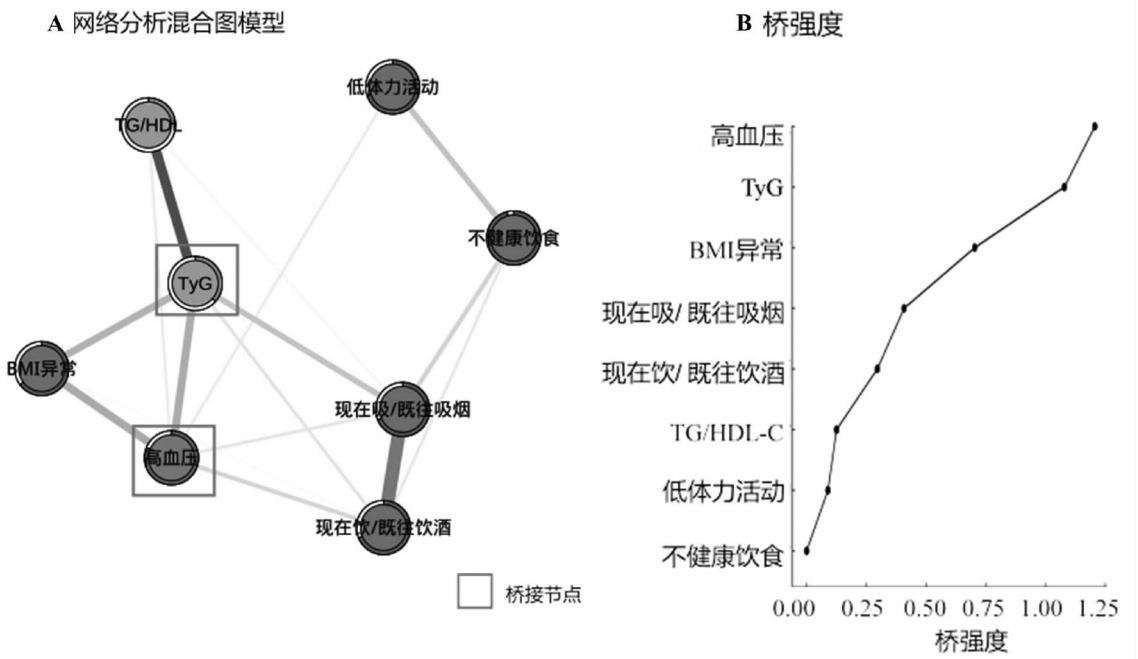 A 网络分析混合图模型
低体力活动
TG/HDL
不健康饮食
TyG
BMI异常
现在吸/既往吸烟
高血压
现在饮/既往饮酒
桥接节点
B 桥强度
高血压
TyG
BMI异常
现在吸/ 既往吸烟
现在饮/ 既往饮酒
TG/HDL-C
低体力活动
不健康饮食
0.00 0.25 0.50 0.75 1.00 1.25
桥强度